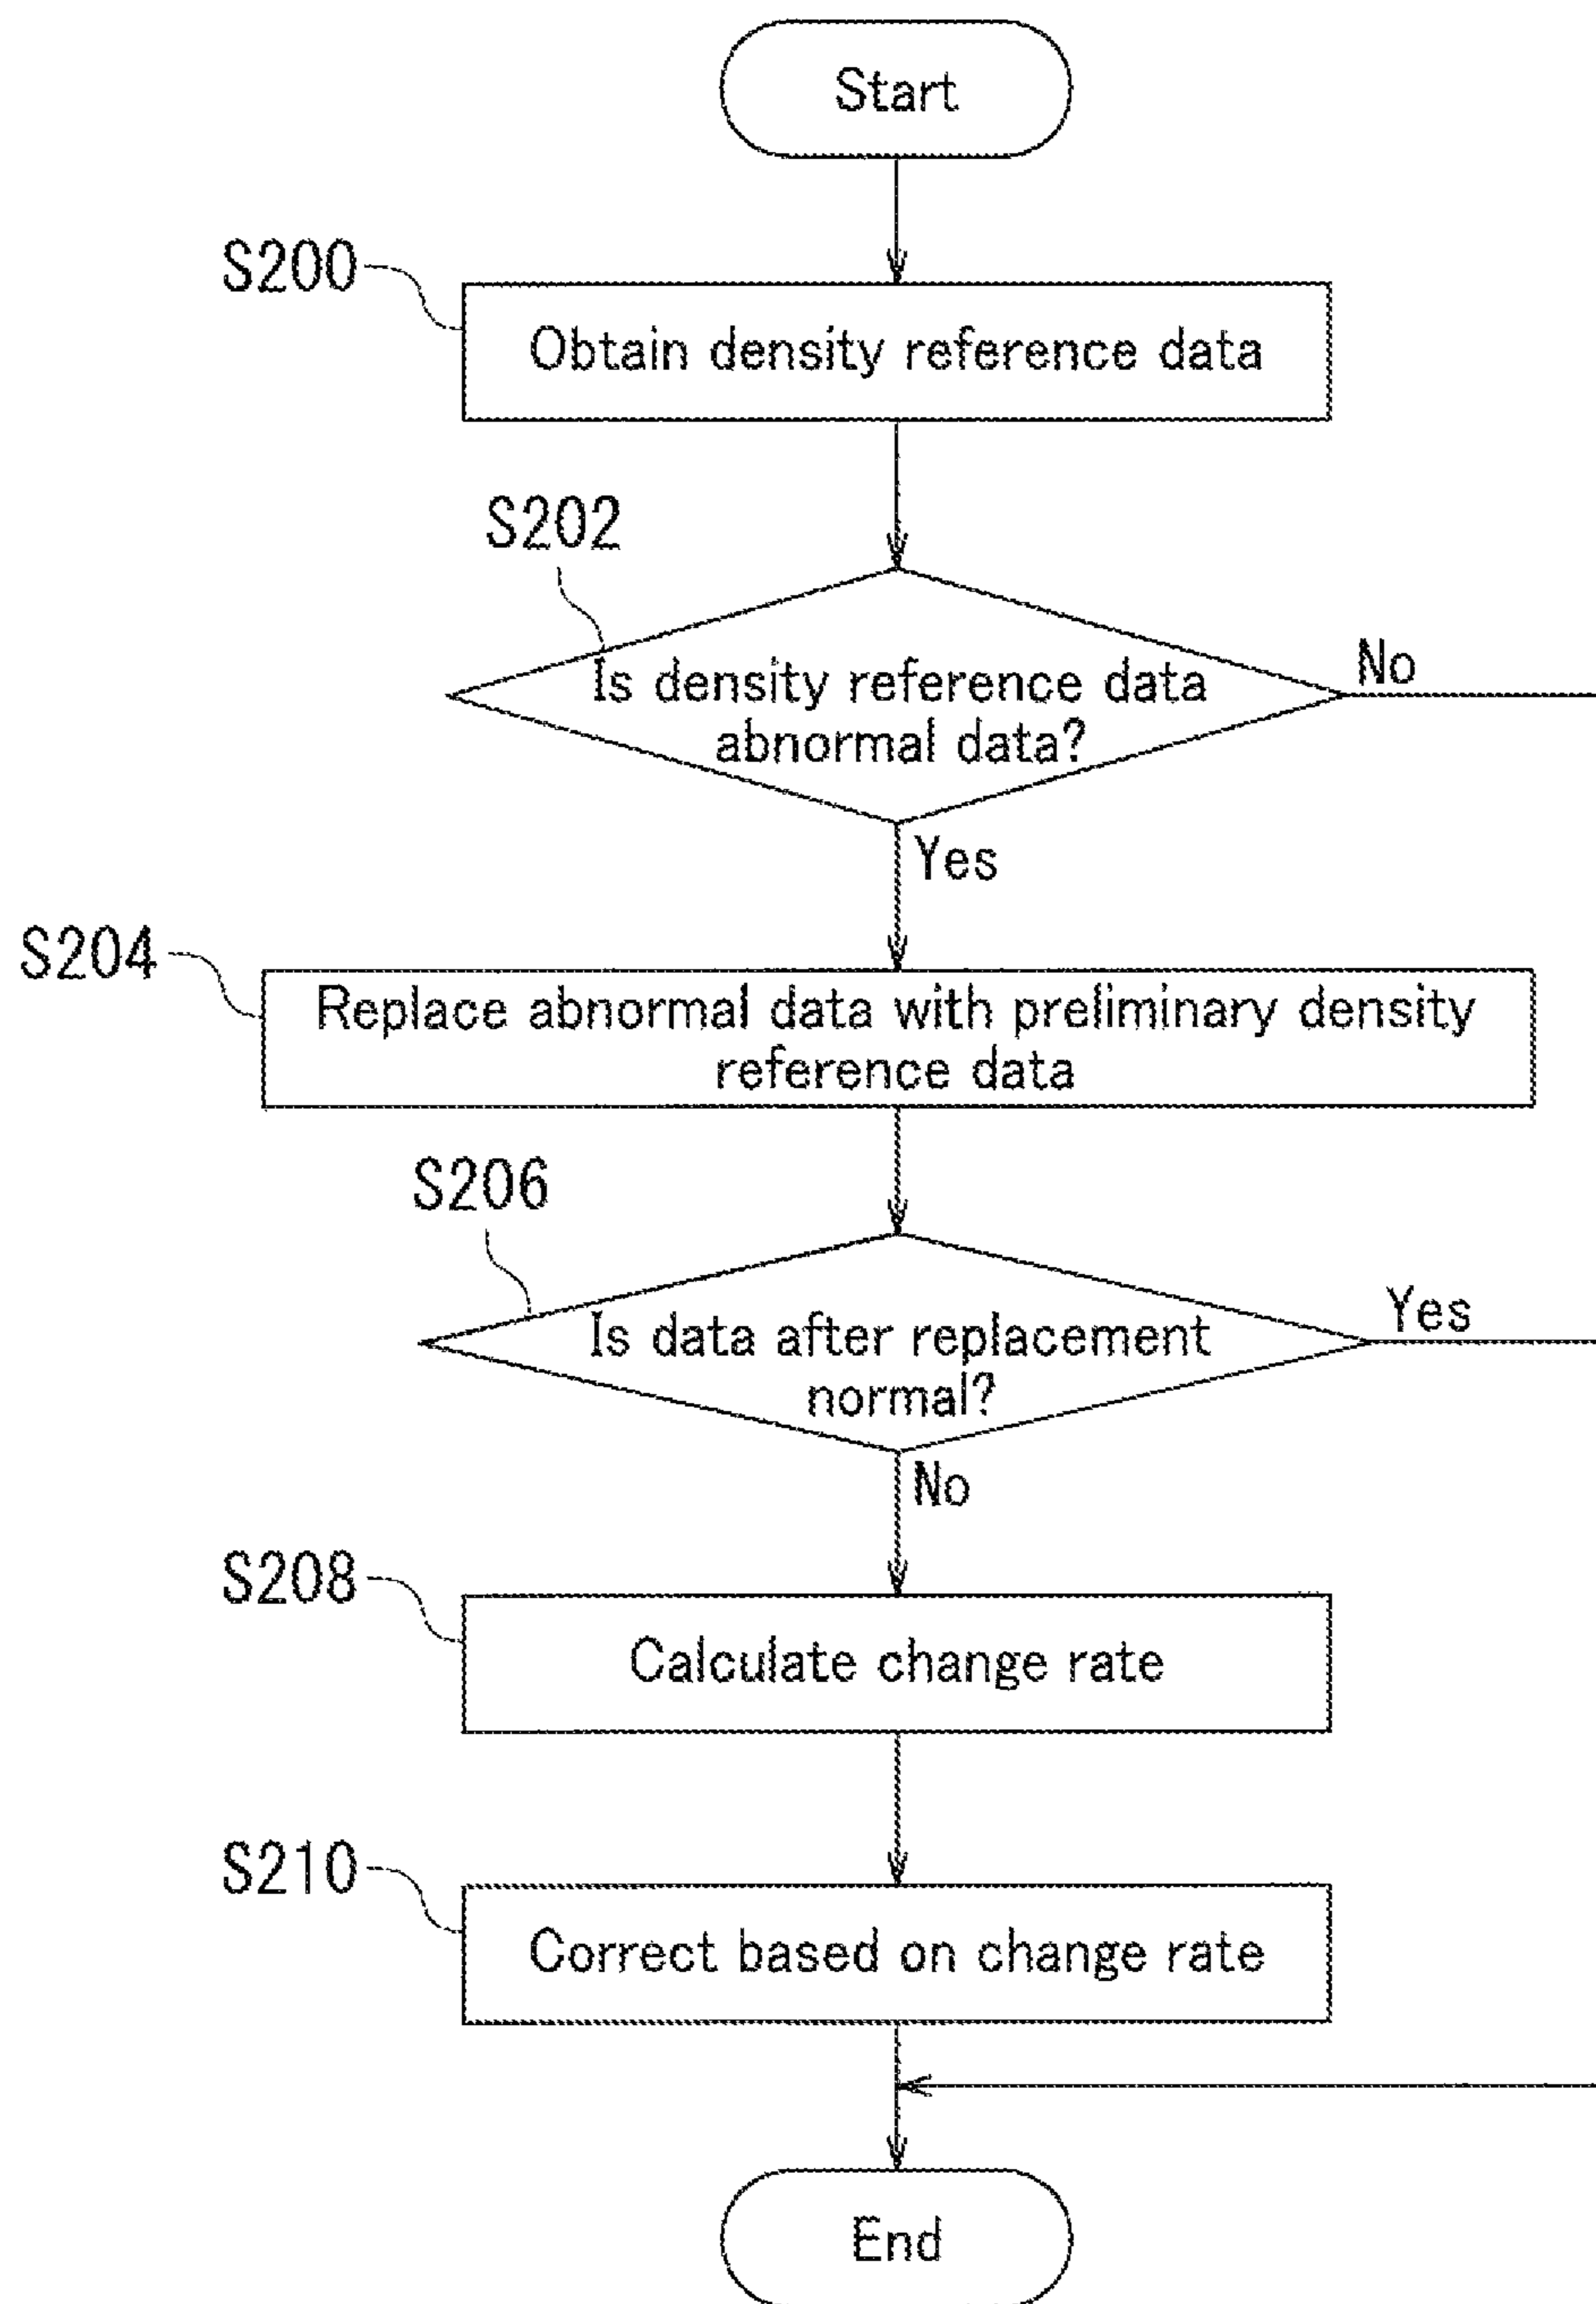 Start
S200
Obtain density reference data
S202
Is density reference data
abnormal data?
No
Yes
S204
Replace abnormal data with preliminary density
reference data
S206
Is data after replacement
normal?
Yes
No
S208
Calculate change rate
S210
Correct based on change rate
End